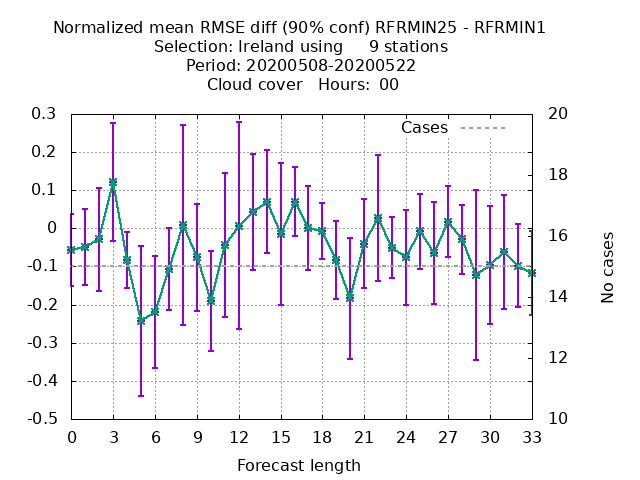 Normalized mean RMSE diff (90% conf) RFRMIN25 - RFRMIN1
Selection: Ireland using 9 stations
Period: 20200508-20200522
Cloud cover Hours: 00
Cases
0.3
0.2
0.1
0
-0.1
-0.2
-0.3
-0.4
-0.5
20
18
16
14
12
10
No cases
0 3 6 9 12 15 18 21 24 27 30 33
Forecast length